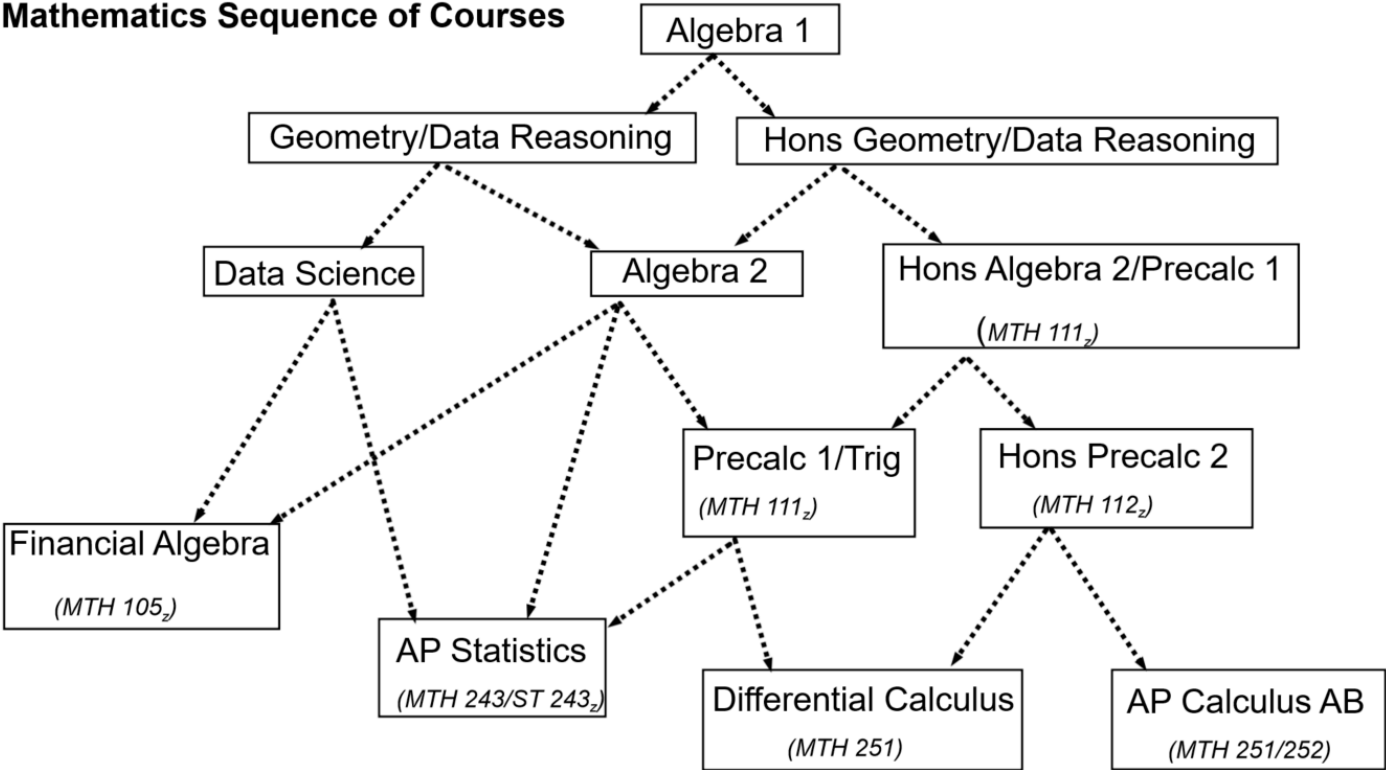 Mathematics Sequence of Courses
Algebra 1
Geometry/Data Reasoning
Hons Geometry/Data Reasoning
Data Science
Algebra 2
Hons Algebra 2/Precalc 1
(MTH 111z)
Precalc 1/Trig
(MTH 111z)
Hons Precalc 2
(MTH 112z)
Financial Algebra
(MTH 105z)
AP Statistics
(MTH 243/ST 243z)
Differential Calculus
(MTH 251)
AP Calculus AB
(MTH 251/252)